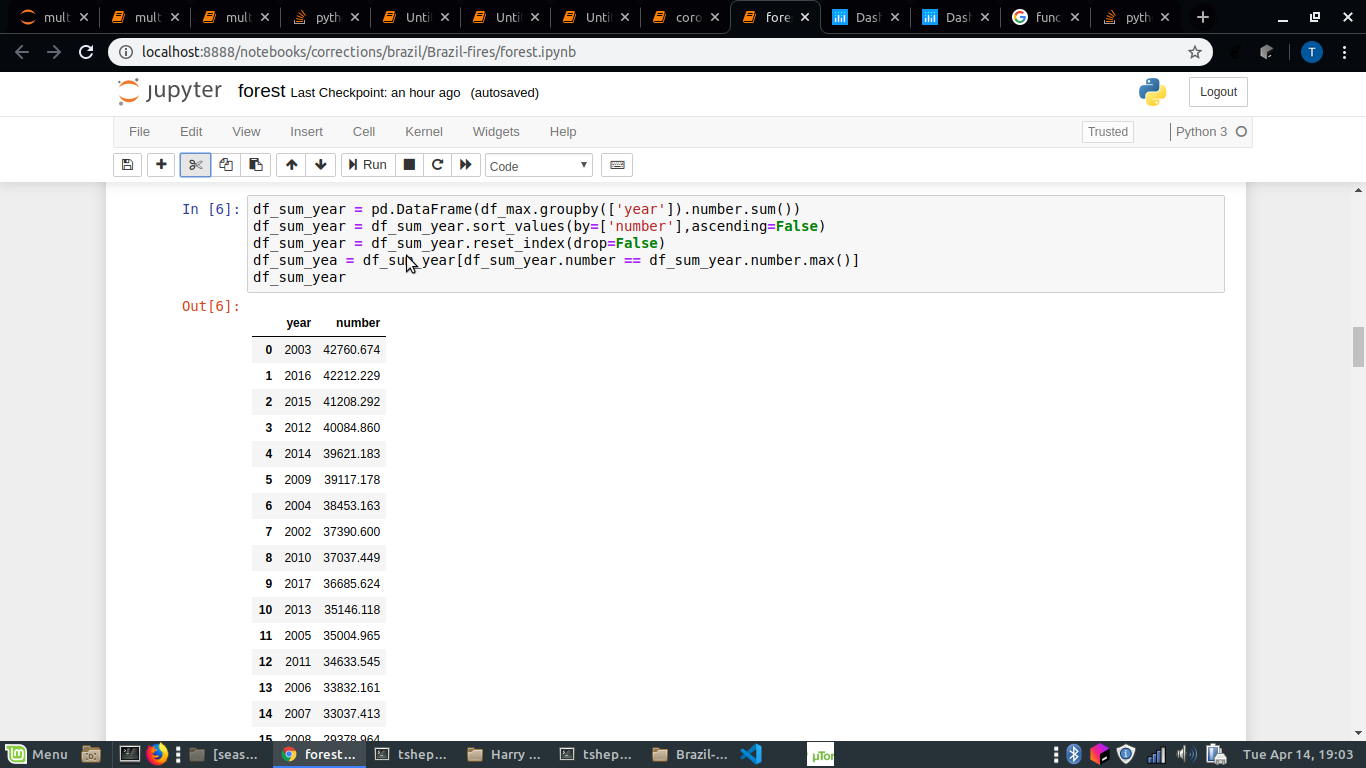 mult
mult
mult
pyth
Unti
Unti
Unti
coro
fore
Dash
Dash
func
pyth
localhost:8888/notebooks/corrections/brazil/Brazil-fires/forest.ipynb
T
jupyter forest Last Checkpoint: an hour ago (autosaved)
Logout
File Edit View Insert Cell Kernel Widgets Help
Trusted Python 3
Run Code
In [6]:
df_sum_year = pd.DataFrame(df_max.groupby(['year']).number.sum())
df_sum_year = df_sum_year.sort_values(by=['number'],ascending=False)
df_sum_year = df_sum_year.reset_index(drop=False)
df_sum_yea = df_sum_year[df_sum_year.number == df_sum_year.number.max()]
df_sum_year
Out[6]:
year number
0 2003 42760.674
1 2016 42212.229
2 2015 41208.292
3 2012 40084.860
4 2014 39621.183
5 2009 39117.178
6 2004 38453.163
7 2002 37390.600
8 2010 37037.449
9 2017 36685.624
10 2013 35146.118
11 2005 35004.965
12 2011 34633.545
13 2006 33832.161
14 2007 33037.413
15 2008 29378.964
Menu [seas... forest... tshep... Harry ... tshep... Brazil-... µTor Tue Apr 14, 19:03